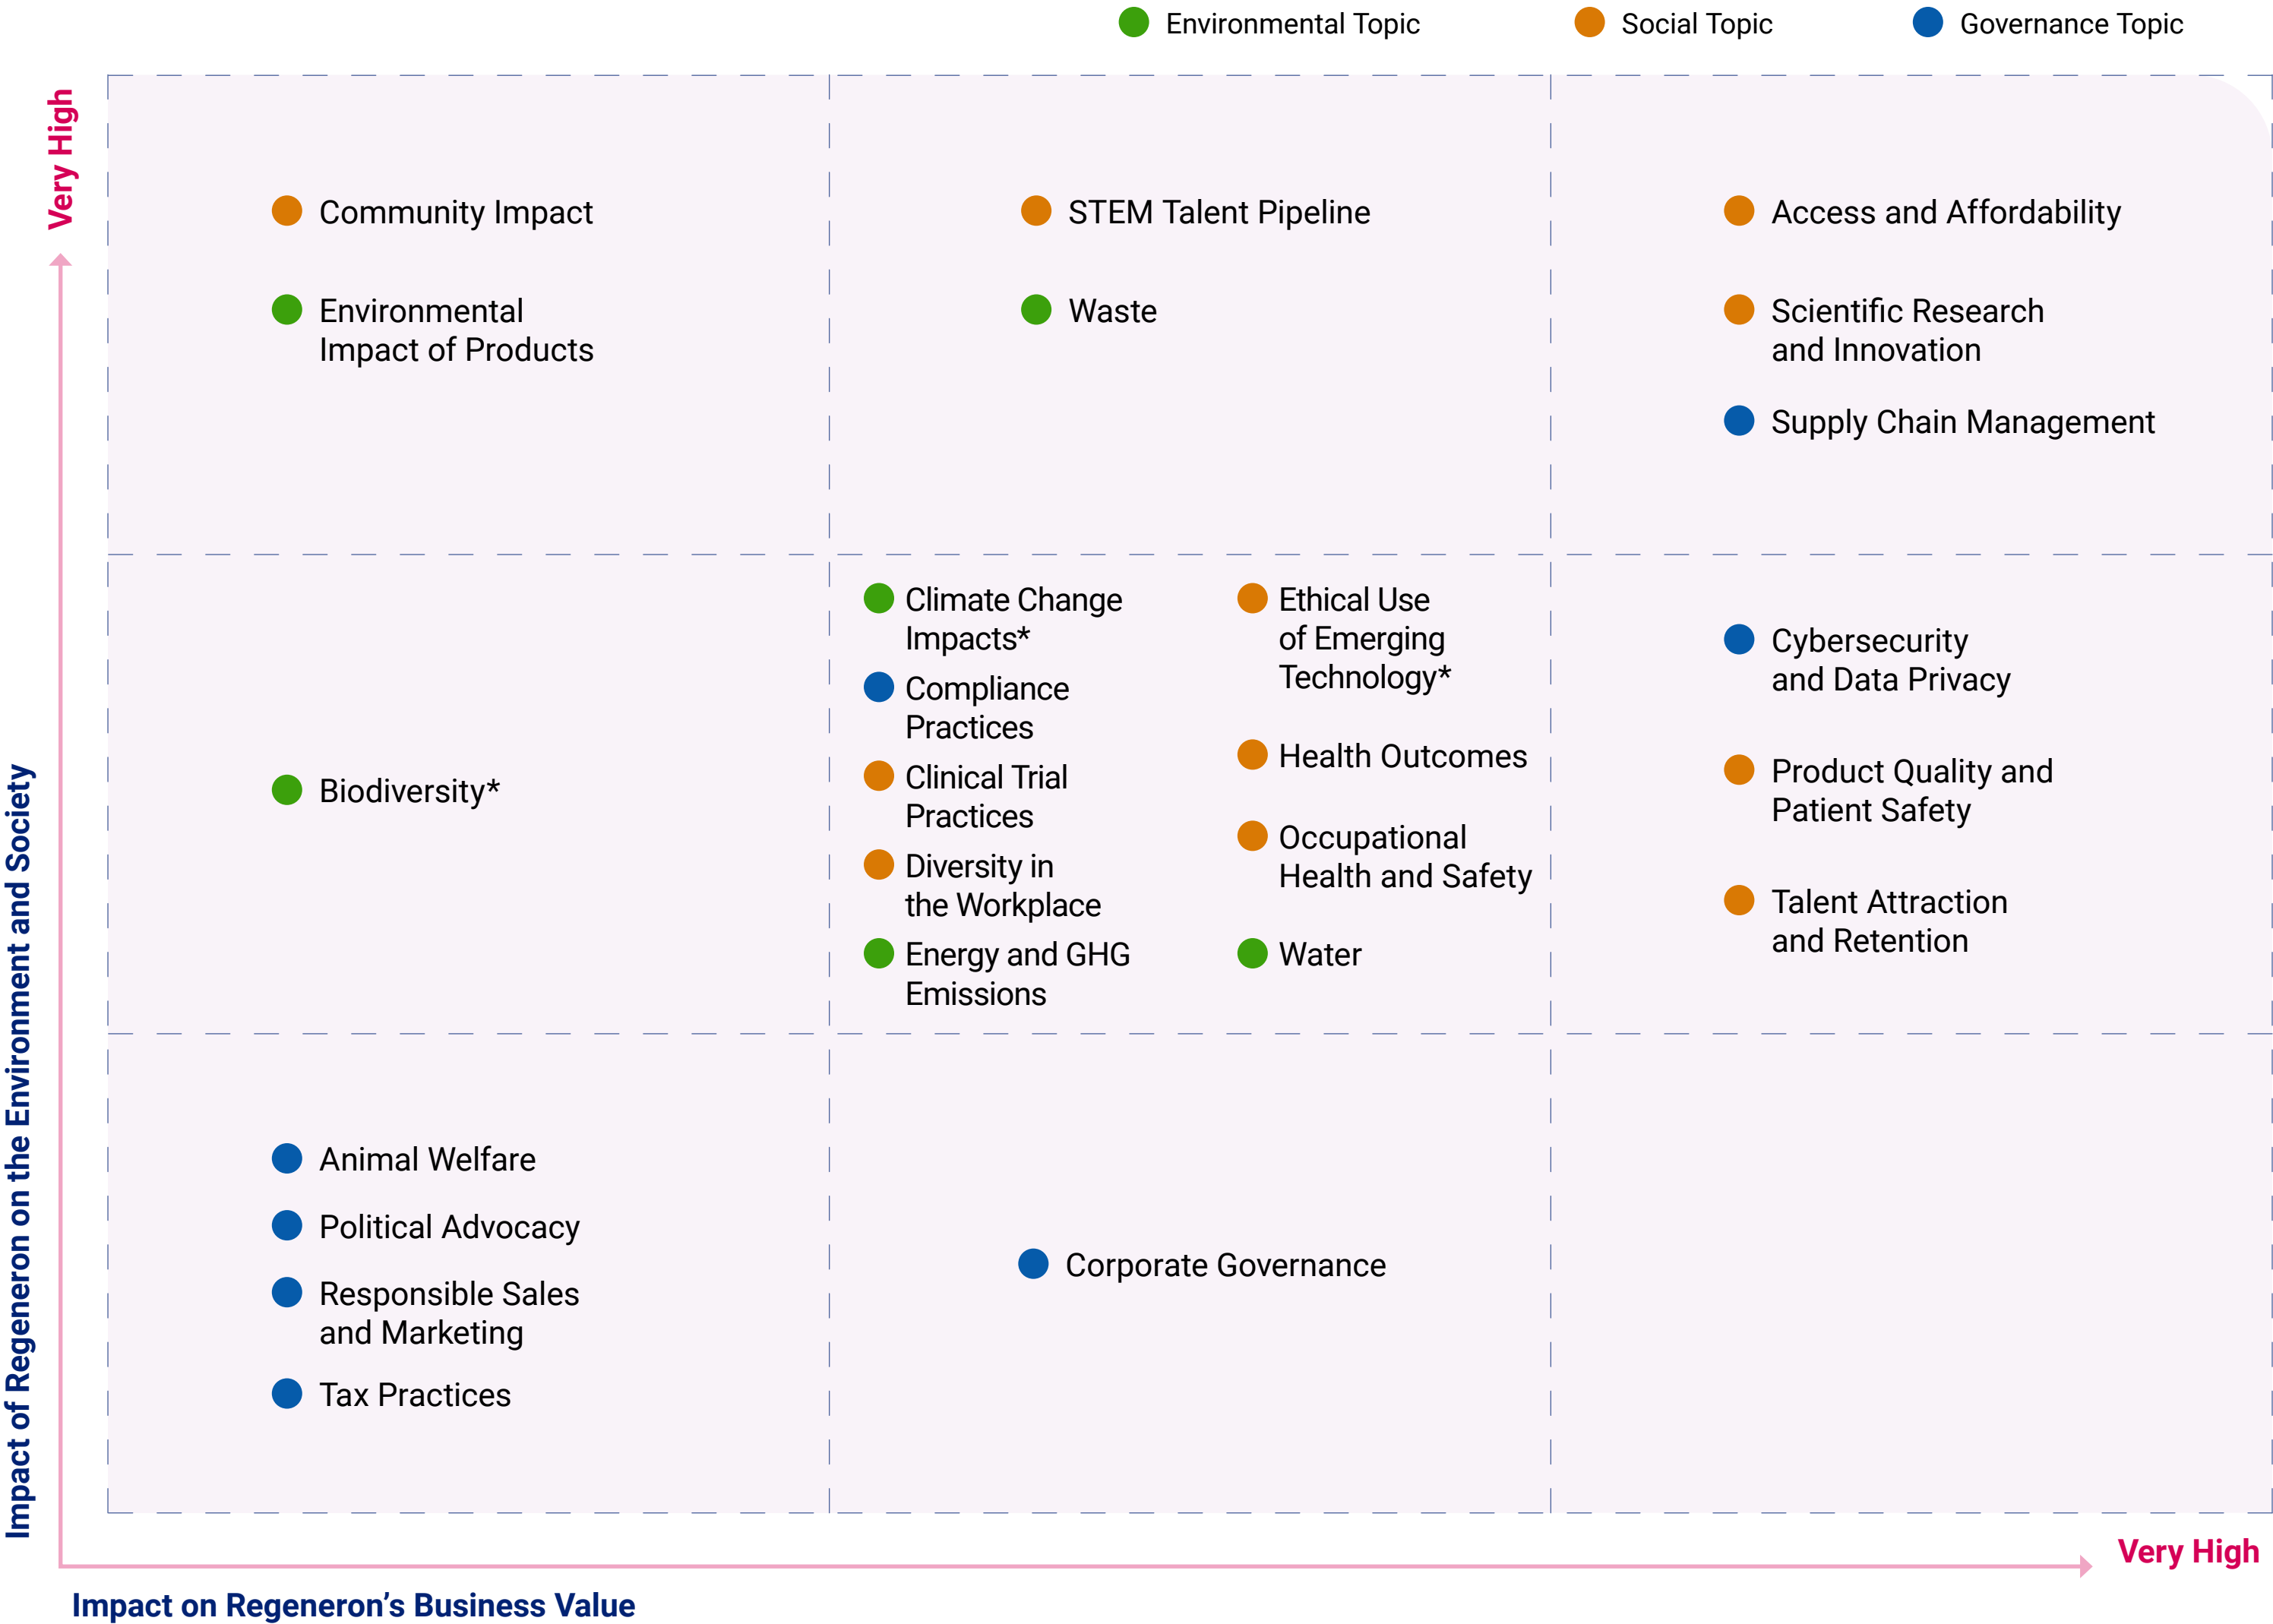 Environmental Topic
Social Topic
Governance Topic
Very High
Impact of Regeneron on the Environment and Society
Community Impact
Environmental
Impact of Products
STEM Talent Pipeline
Waste
Access and Affordability
Scientific Research
and Innovation
Supply Chain Management
Biodiversity*
Climate Change
Impacts*
Compliance
Practices
Clinical Trial
Practices
Diversity in
the Workplace
Energy and GHG
Emissions
Ethical Use
of Emerging
Technology*
Health Outcomes
Occupational
Health and Safety
Water
Cybersecurity
and Data Privacy
Product Quality and
Patient Safety
Talent Attraction
and Retention
Animal Welfare
Political Advocacy
Responsible Sales
and Marketing
Tax Practices
Corporate Governance
Very High
Impact on Regeneron’s Business Value